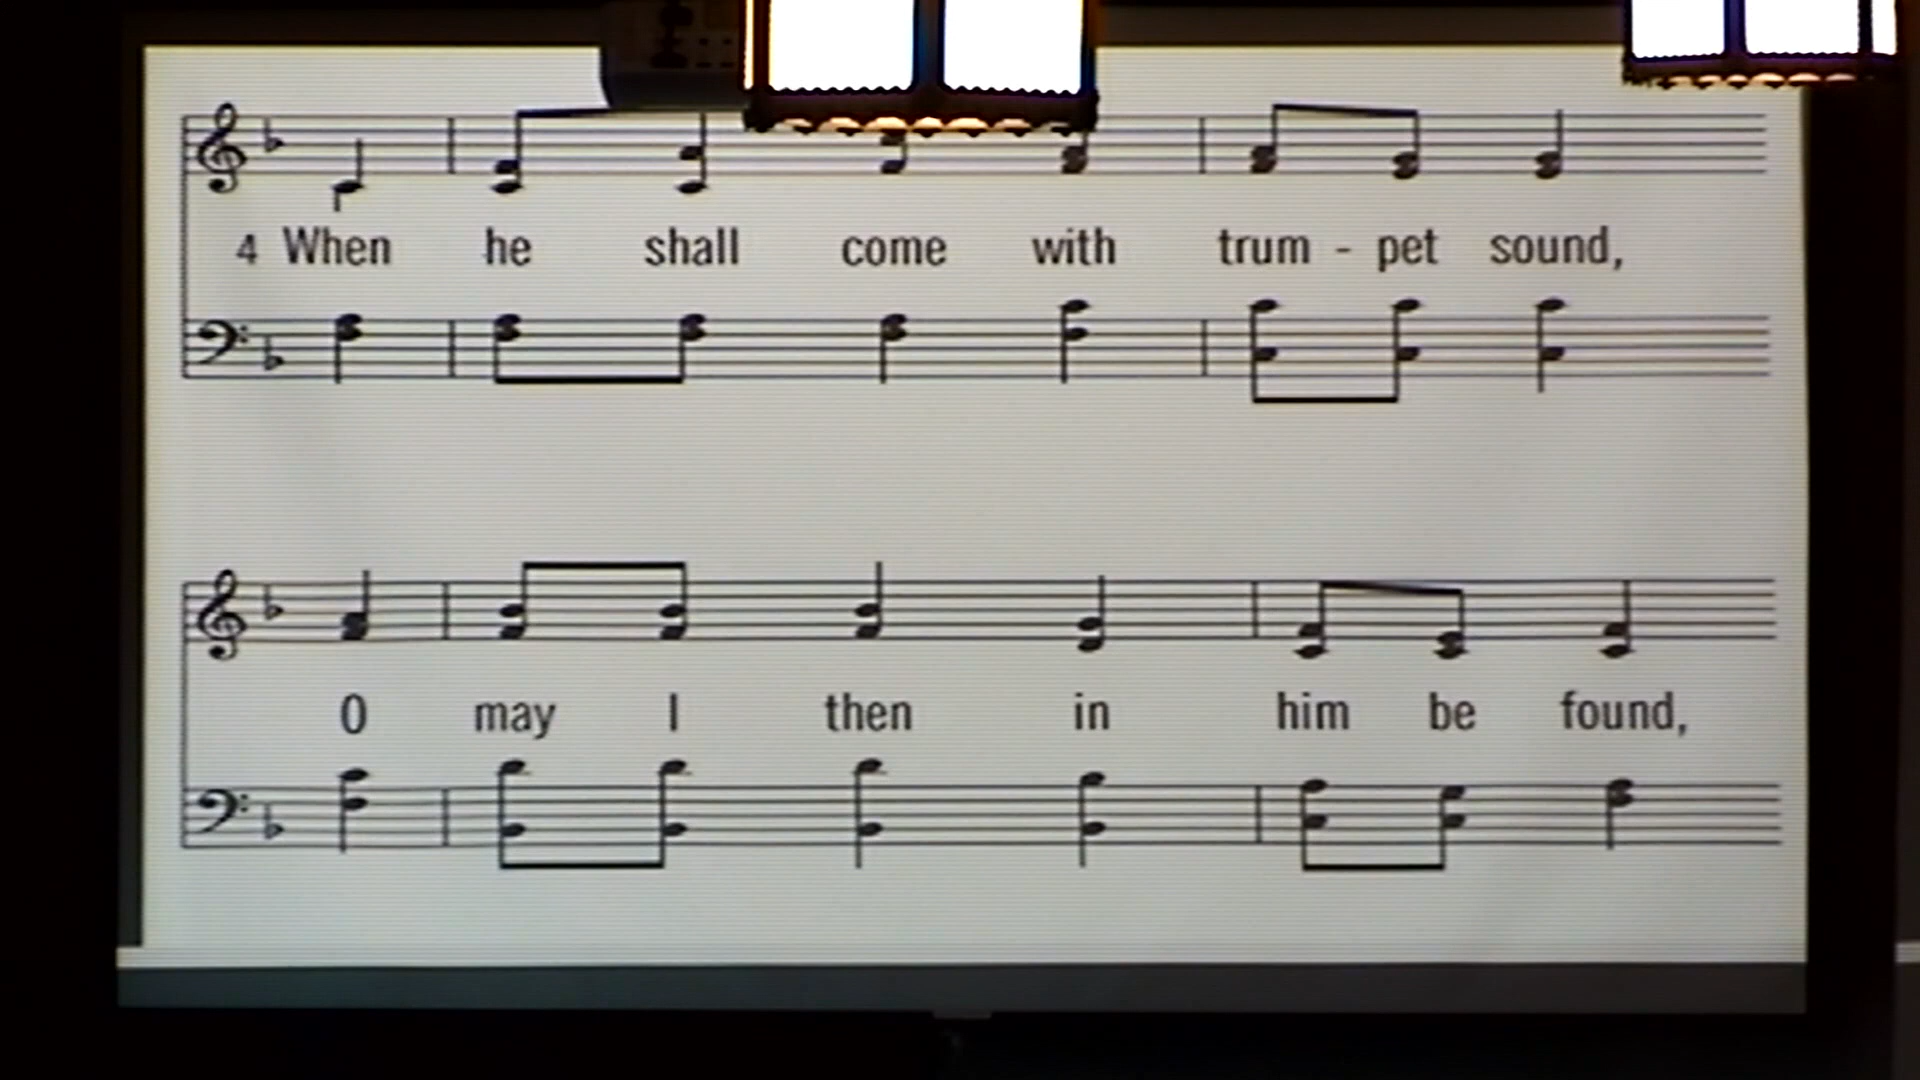 4 When he shall come with trum - pet sound,
O may I then in him be found,